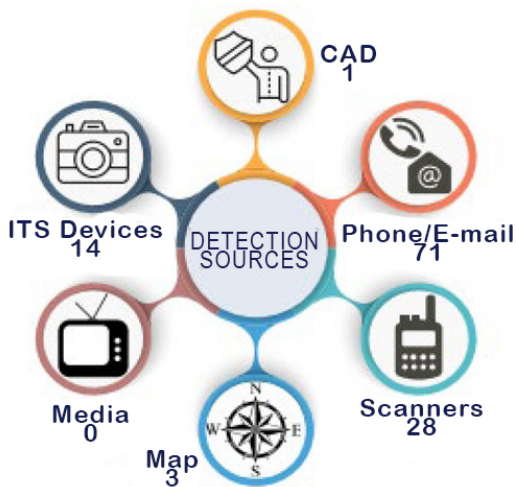 CAD
1
ITS Devices
14
Phone/E-mail
71
@
DETECTION
SOURCES
Media
0
Scanners
28
Map
3
N
W
E
S